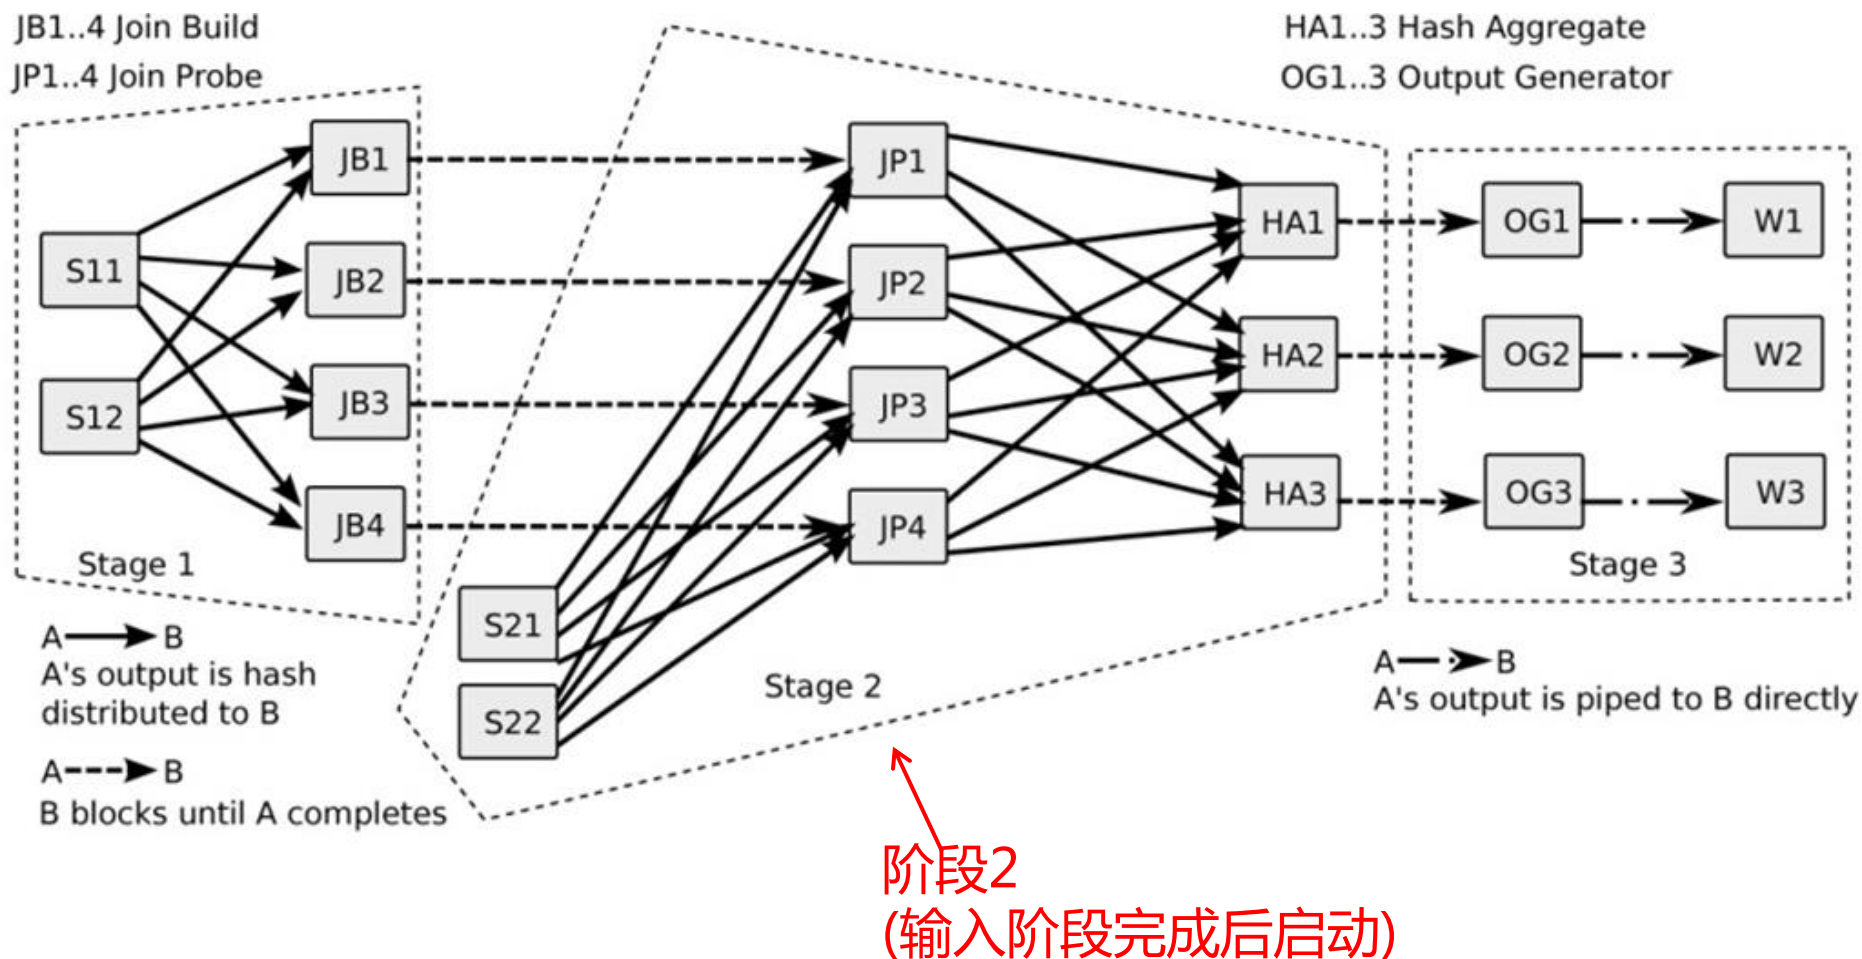 JB1..4 Join Build
JP1..4 Join Probe
HA1..3 Hash Aggregate
OG1..3 Output Generator
S11
S12
JB1
JB2
JB3
JB4
Stage 1
S21
S22
JP1
JP2
JP3
JP4
HA1
HA2
HA3
Stage 2
OG1
OG2
OG3
W1
W2
W3
Stage 3
A B
A's output is hash
distributed to B
A B
B blocks until A completes
A B
A's output is piped to B directly
阶段2
(输入阶段完成后启动)